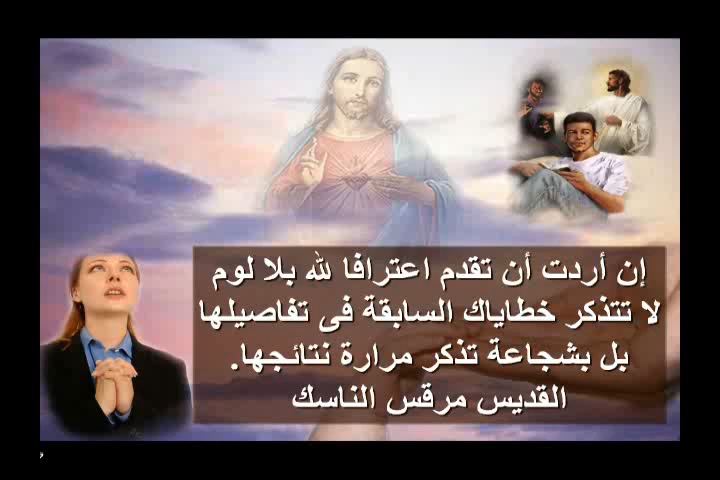 إن أردت أن تقدم اعترافا لله بلا لوم
لا تتذكر خطاياك السابقة فى تفاصيلها
بل بشجاعة تذكر مرارة نتائجها.
القديس مرقس الناسك